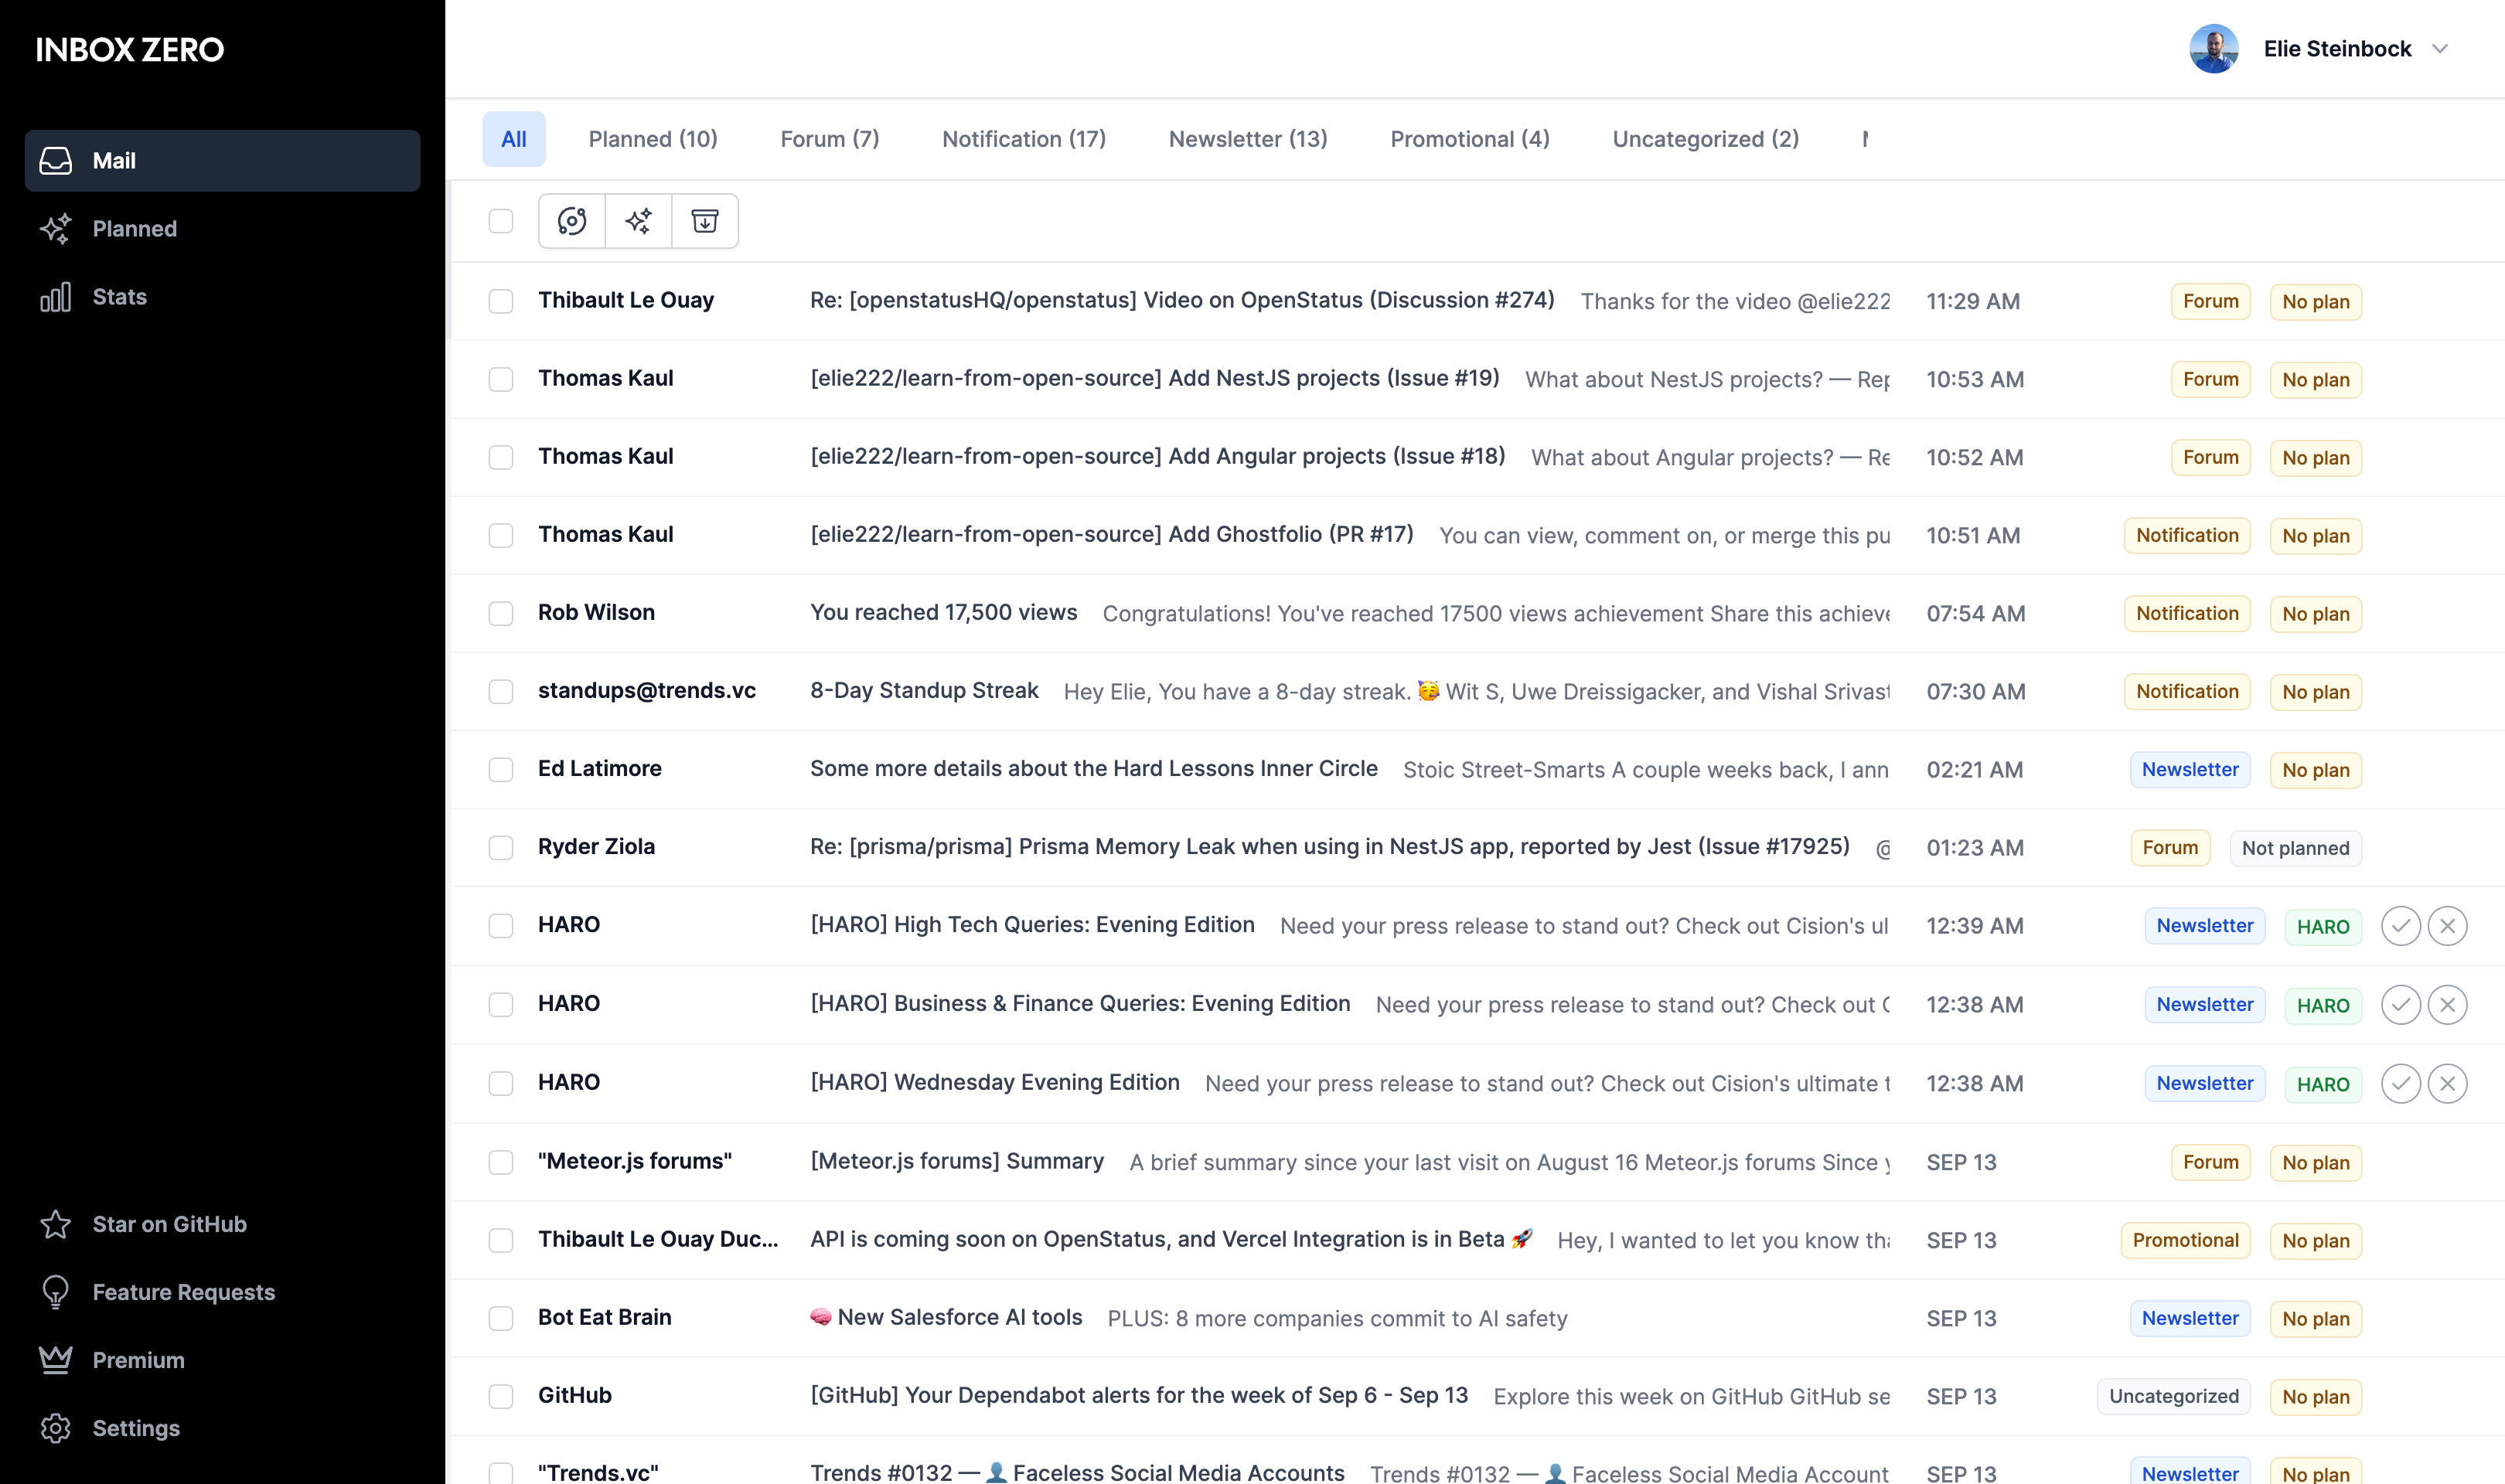 INBOX ZERO
Elie Steinbock
Mail
Planned
Stats
Star on GitHub
Feature Requests
Premium
Settings
All Planned (10) Forum (7) Notification (17) Newsletter (13) Promotional (4) Uncategorized (2)
Thibault Le Ouay Re: [openstatusHQ/openstatus] Video on OpenStatus (Discussion #274) Thanks for the video @elie222 11:29 AM Forum No plan
Thomas Kaul [elie222/learn-from-open-source] Add NestJS projects (Issue #19) What about NestJS projects? — Rep 10:53 AM Forum No plan
Thomas Kaul [elie222/learn-from-open-source] Add Angular projects (Issue #18) What about Angular projects? — Re 10:52 AM Forum No plan
Thomas Kaul [elie222/learn-from-open-source] Add Ghostfolio (PR #17) You can view, comment on, or merge this pu 10:51 AM Notification No plan
Rob Wilson You reached 17,500 views Congratulations! You've reached 17500 views achievement Share this achieve 07:54 AM Notification No plan
standups@trends.vc 8-Day Standup Streak Hey Elie, You have a 8-day streak. 🥳 Wit S, Uwe Dreissigacker, and Vishal Srivast 07:30 AM Notification No plan
Ed Latimore Some more details about the Hard Lessons Inner Circle Stoic Street-Smarts A couple weeks back, I ann 02:21 AM Newsletter No plan
Ryder Ziola Re: [prisma/prisma] Prisma Memory Leak when using in NestJS app, reported by Jest (Issue #17925) @ 01:23 AM Forum Not planned
HARO [HARO] High Tech Queries: Evening Edition Need your press release to stand out? Check out Cision's ul 12:39 AM Newsletter HARO
HARO [HARO] Business & Finance Queries: Evening Edition Need your press release to stand out? Check out C 12:38 AM Newsletter HARO
HARO [HARO] Wednesday Evening Edition Need your press release to stand out? Check out Cision's ultimate t 12:38 AM Newsletter HARO
"Meteor.js forums" [Meteor.js forums] Summary A brief summary since your last visit on August 16 Meteor.js forums Since y SEP 13 Forum No plan
Thibault Le Ouay Duc... API is coming soon on OpenStatus, and Vercel Integration is in Beta 🚀 Hey, I wanted to let you know tha SEP 13 Promotional No plan
Bot Eat Brain 🧠 New Salesforce AI tools PLUS: 8 more companies commit to AI safety SEP 13 Newsletter No plan
GitHub [GitHub] Your Dependabot alerts for the week of Sep 6 - Sep 13 Explore this week on GitHub GitHub se SEP 13 Uncategorized No plan
"Trends.vc" Trends #0132 — 👤 Faceless Social Media Accounts Trends #0132 — 👤 Faceless Social Media Account SEP 13 Newsletter No plan